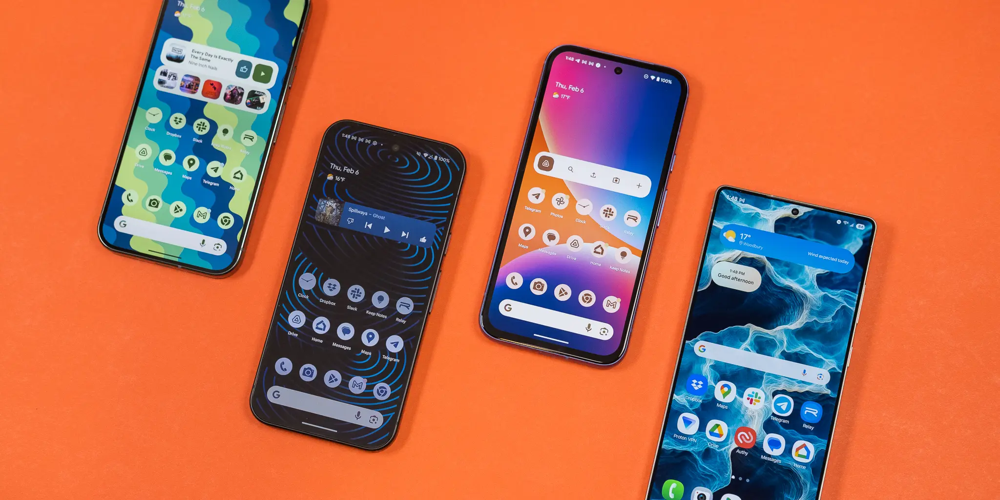 Thu, Feb 6
Every Day Is Exactly
The Same
Nine Inch Nails
Clock
Dropbox
Slack
Keep Notes
Relay
Drive
Messages
Maps
Telegram
Home
G
1:48
100%
Thu, Feb 6
16°F
Spillways – Ghost
Clock
Dropbox
Slack
Keep Notes
Relay
Drive
Home
Messages
Maps
Telegram
G
1:48
100%
Thu, Feb 6
17°F
Telegram
Photos
Clock
Slack
Relay
Maps
Messages
Drive
Home
Keep Notes
G
1:48
84
17°
Woodbury
Wind expected today
1:48 PM
Good afternoon
G
Dropbox
Maps
Slack
Telegram
Relay
Proton VPN
Drive
Authy
Messages
Home